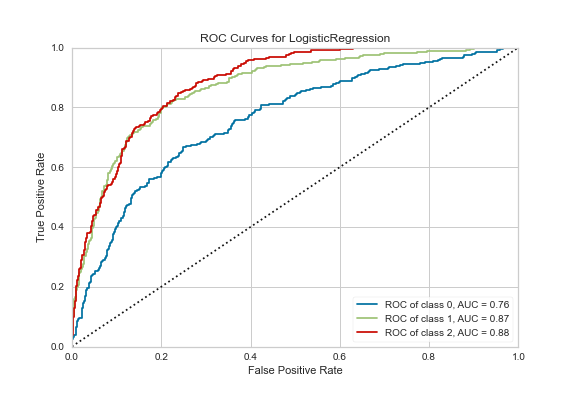 ROC Curves for LogisticRegression
True Positive Rate
1.0
0.8
0.6
0.4
0.2
0.0
ROC of class 0, AUC = 0.76
ROC of class 1, AUC = 0.87
ROC of class 2, AUC = 0.88
0.0 0.2 0.4 0.6 0.8 1.0
False Positive Rate